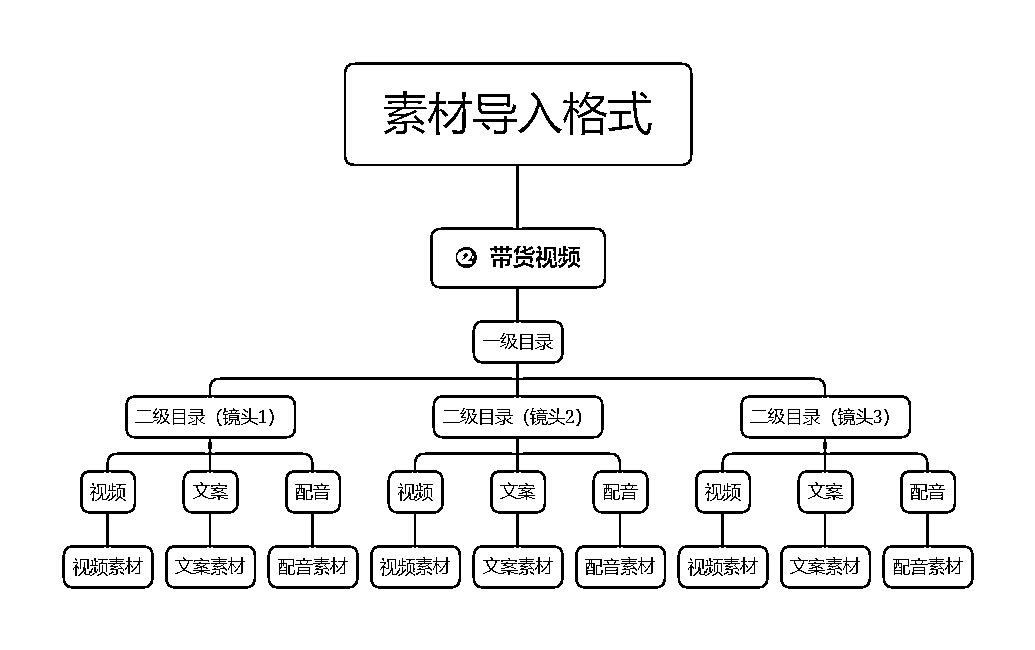 素材导入格式
② 带货视频
一级目录
二级目录（镜头1） 二级目录（镜头2） 二级目录（镜头3）
视频 文案 配音 视频 文案 配音 视频 文案 配音
视频素材 文案素材 配音素材 视频素材 文案素材 配音素材 视频素材 文案素材 配音素材